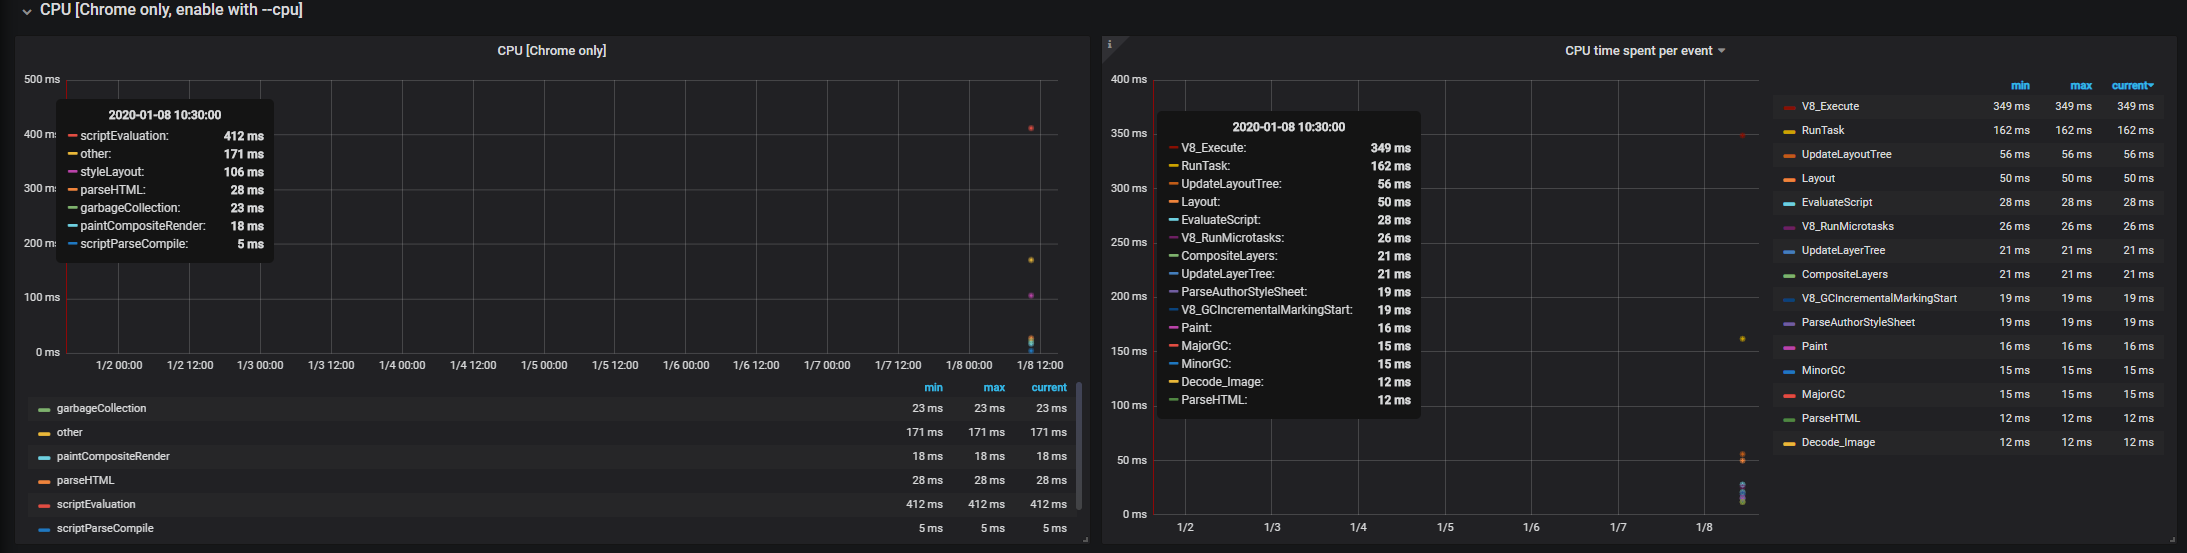 CPU [Chrome only, enable with --cpu]
CPU [Chrome only]
500 ms
400 ms
300 ms
200 ms
100 ms
0 ms
2020-01-08 10:30:00
scriptEvaluation: 412 ms
other: 171 ms
styleLayout: 106 ms
parseHTML: 28 ms
garbageCollection: 23 ms
paintCompositeRender: 18 ms
scriptParseCompile: 5 ms
1/2 00:00 1/2 12:00 1/3 00:00 1/3 12:00 1/4 00:00 1/4 12:00 1/5 00:00 1/5 12:00 1/6 00:00 1/6 12:00 1/7 00:00 1/7 12:00 1/8 00:00 1/8 12:00
min max current
garbageCollection 23 ms 23 ms 23 ms
other 171 ms 171 ms 171 ms
paintCompositeRender 18 ms 18 ms 18 ms
parseHTML 28 ms 28 ms 28 ms
scriptEvaluation 412 ms 412 ms 412 ms
scriptParseCompile 5 ms 5 ms 5 ms
i
CPU time spent per event
400 ms
350 ms
300 ms
250 ms
200 ms
150 ms
100 ms
50 ms
0 ms
2020-01-08 10:30:00
V8_Execute: 349 ms
RunTask: 162 ms
UpdateLayoutTree: 56 ms
Layout: 50 ms
EvaluateScript: 28 ms
V8_RunMicrotasks: 26 ms
CompositeLayers: 21 ms
UpdateLayerTree: 21 ms
ParseAuthorStyleSheet: 19 ms
V8_GCIncrementalMarkingStart: 19 ms
Paint: 16 ms
MajorGC: 15 ms
MinorGC: 15 ms
Decode_Image: 12 ms
ParseHTML: 12 ms
1/2 1/3 1/4 1/5 1/6 1/7 1/8
min max current
V8_Execute 349 ms 349 ms 349 ms
RunTask 162 ms 162 ms 162 ms
UpdateLayoutTree 56 ms 56 ms 56 ms
Layout 50 ms 50 ms 50 ms
EvaluateScript 28 ms 28 ms 28 ms
V8_RunMicrotasks 26 ms 26 ms 26 ms
UpdateLayerTree 21 ms 21 ms 21 ms
CompositeLayers 21 ms 21 ms 21 ms
V8_GCIncrementalMarkingStart 19 ms 19 ms 19 ms
ParseAuthorStyleSheet 19 ms 19 ms 19 ms
Paint 16 ms 16 ms 16 ms
MinorGC 15 ms 15 ms 15 ms
MajorGC 15 ms 15 ms 15 ms
ParseHTML 12 ms 12 ms 12 ms
Decode_Image 12 ms 12 ms 12 ms